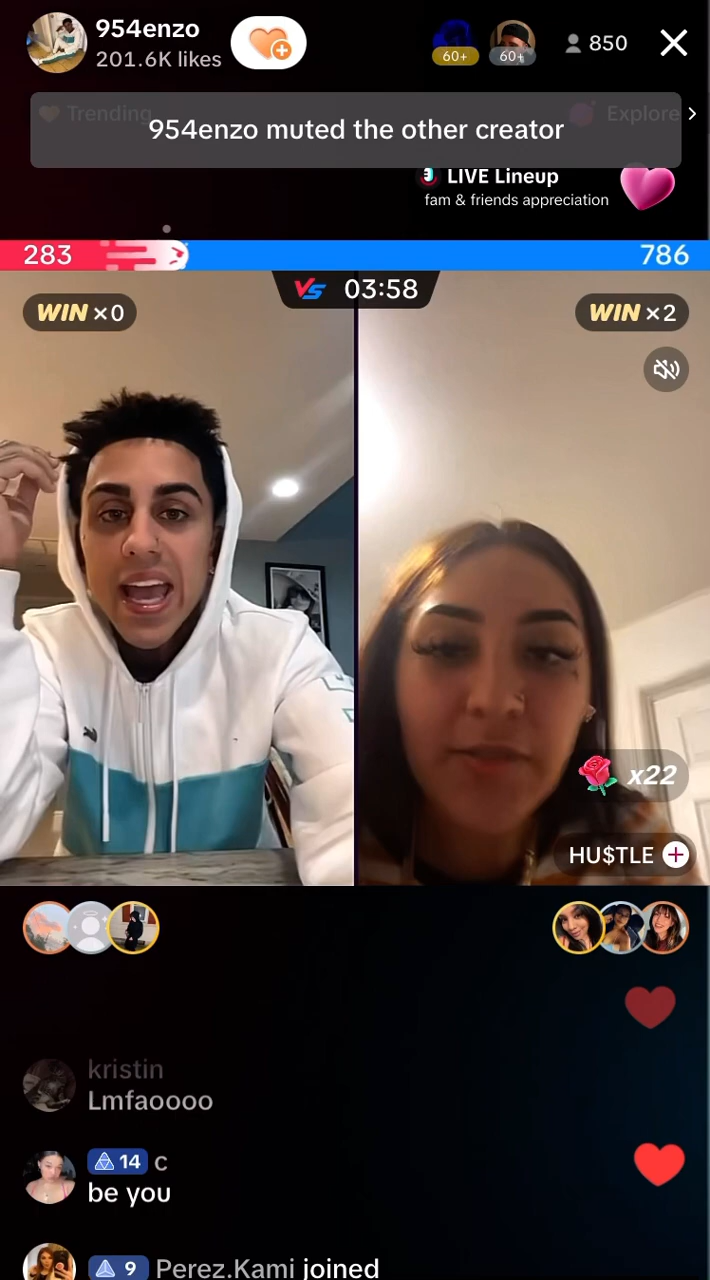 954enzo
201.6K likes
60+
60+
850
Trending
Explore
954enzo muted the other creator
LIVE Lineup
fam & friends appreciation
283
786
VS 03:58
WIN ×0
WIN ×2
x22
HU$TLE
kristin
Lmfaoooo
14 C
be you
9 Perez.Kami joined